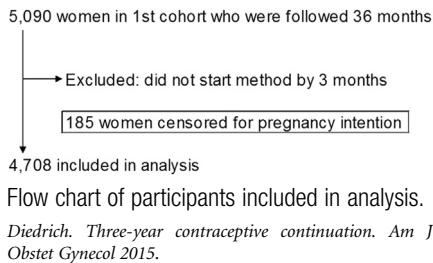 5,090 women in 1st cohort who were followed 36 months
Excluded: did not start method by 3 months
185 women censored for pregnancy intention
4,708 included in analysis
Flow chart of participants included in analysis.
Diedrich. Three-year contraceptive continuation. Am J
Obstet Gynecol 2015.